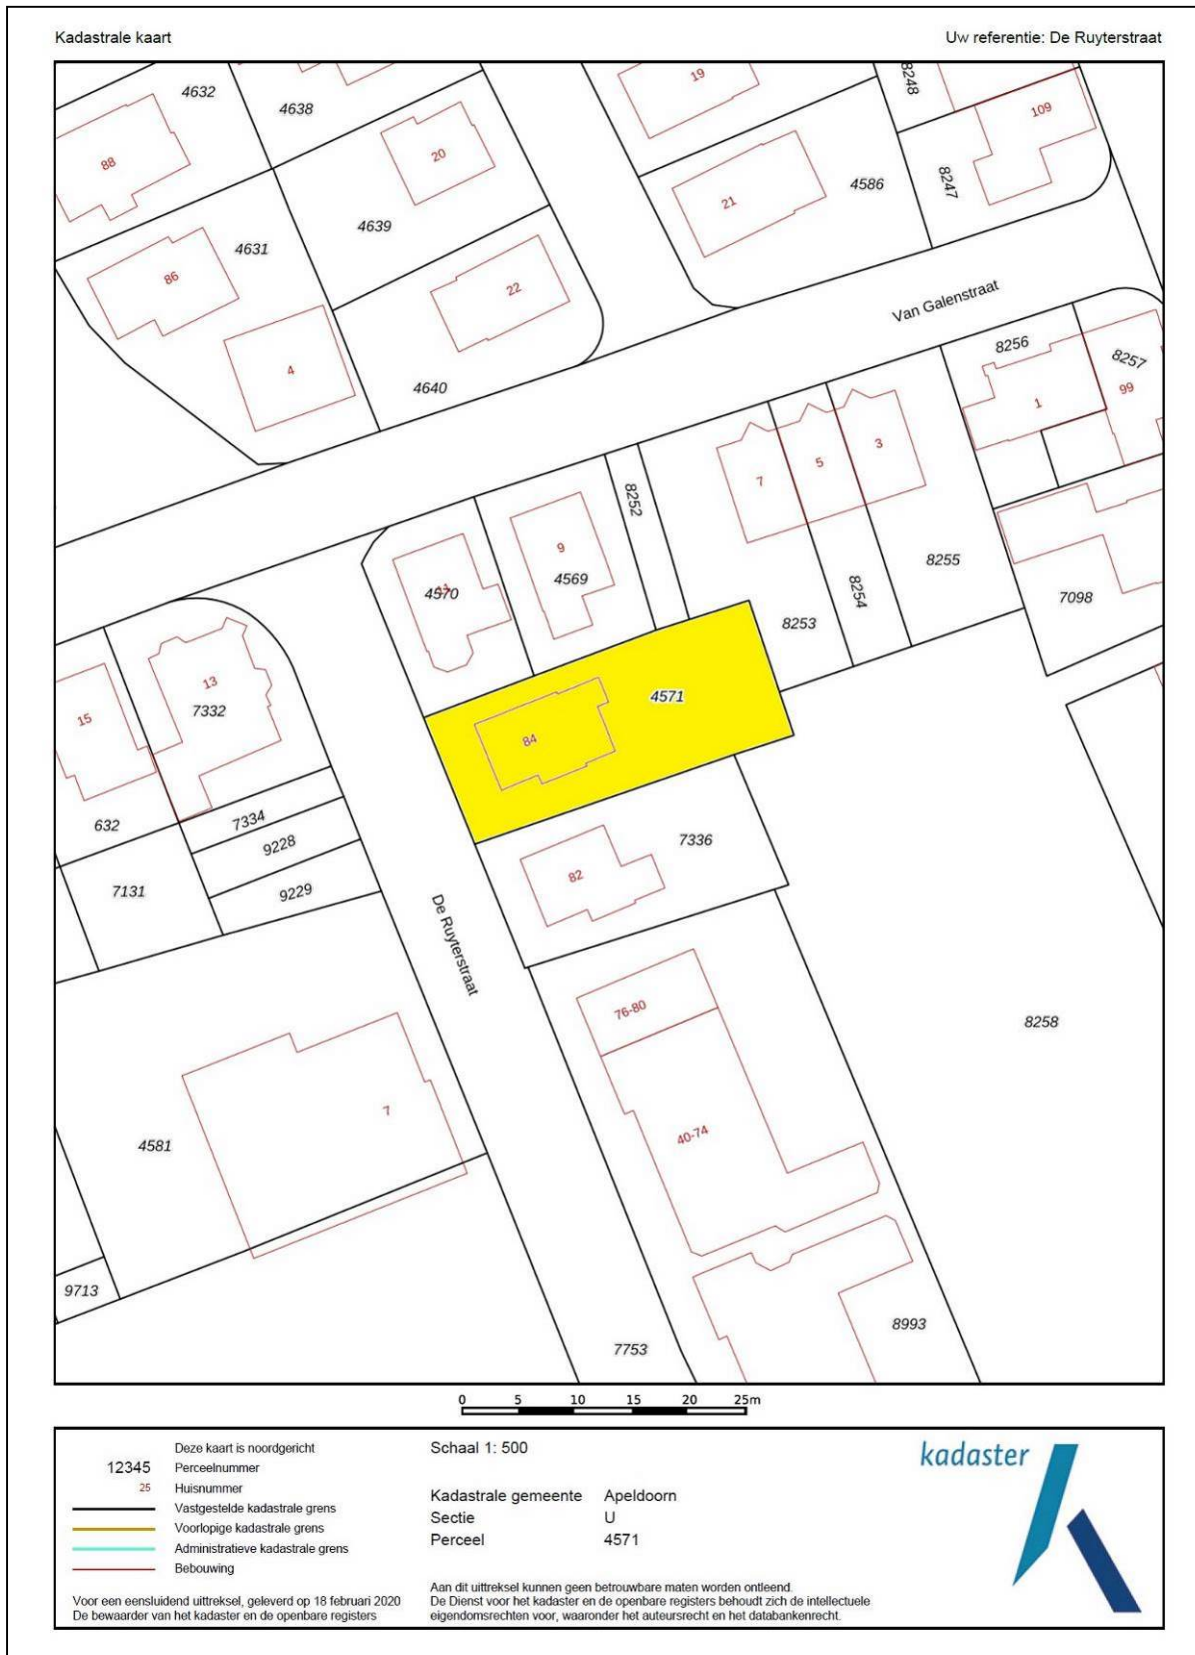 Kadastrale kaart
Uw referentie: De Ruyterstraat
4632
4638
19
8248
109
88
20
21
4586
8247
4639
4631
86
22
Van Galenstraat
4
4640
8256
8257
1
99
3
5
7
8252
9
4569
4570
8255
8254
7098
8253
13
7332
15
4571
84
632
7334
9228
7336
82
7131
9229
De Ruyterstraat
76-80
8258
7
40-74
4581
9713
8993
7753
0 5 10 15 20 25m
Deze kaart is noordgericht
12345 Perceelnummer
25 Huisnummer
Vastgestelde kadastrale grens
Voorlopige kadastrale grens
Administratieve kadastrale grens
Bebouwing
Voor een eensluidend uittreksel, geleverd op 18 februari 2020
De bewaarder van het kadaster en de openbare registers
Schaal 1: 500
Kadastrale gemeente Apeldoorn
Sectie U
Perceel 4571
Aan dit uittreksel kunnen geen betrouwbare maten worden ontleend.
De Dienst voor het kadaster en de openbare registers behoudt zich de intellectuele
eigendomsrechten voor, waaronder het auteursrecht en het databankenrecht.
kadaster